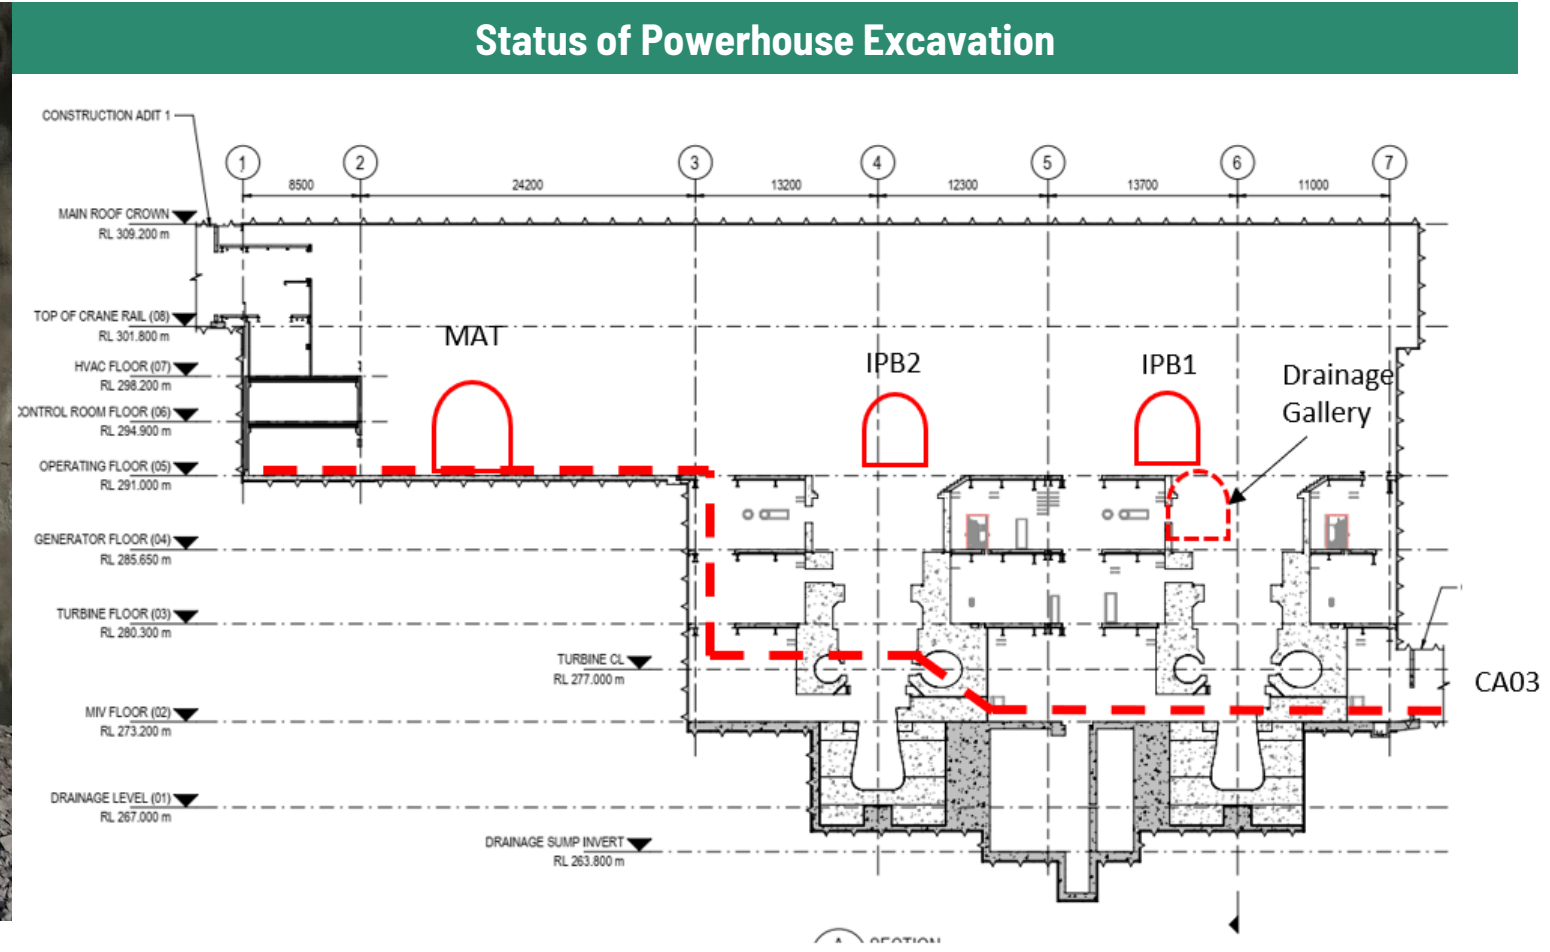 Status of Powerhouse Excavation
CONSTRUCTION ADIT 1
1 2 3 4 5 6 7
8500 24200 13200 12300 13700 11000
MAIN ROOF CROWN
RL 309.200 m
TOP OF CRANE RAIL (08)
RL 301.800 m
MAT
IPB2
IPB1
Drainage
Gallery
HVAC FLOOR (07)
RL 298.200 m
ONTROL ROOM FLOOR (06)
RL 294.900 m
OPERATING FLOOR (05)
RL 291.000 m
GENERATOR FLOOR (04)
RL 285.650 m
TURBINE FLOOR (03)
RL 280.300 m
TURBINE CL
RL 277.000 m
CA03
MIV FLOOR (02)
RL 273.200 m
DRAINAGE LEVEL (01)
RL 267.000 m
DRAINAGE SUMP INVERT
RL 263.800 m
A SECTION